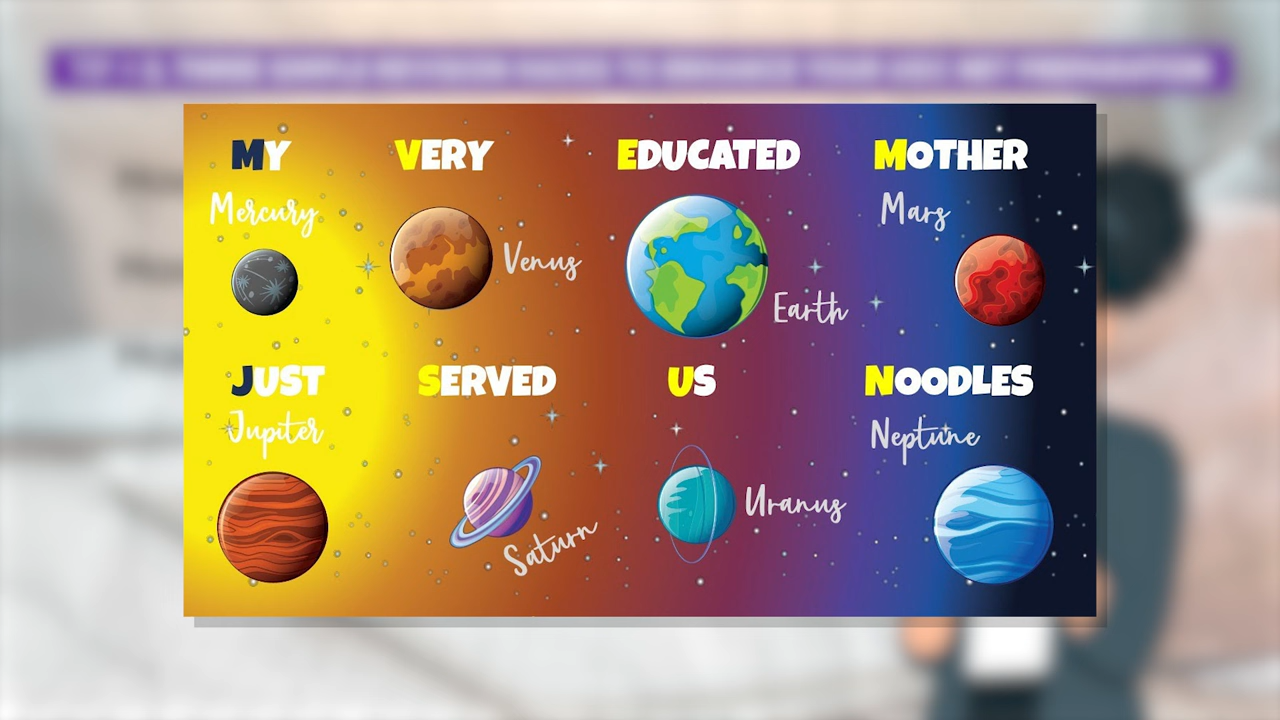 MY VERY EDUCATED MOTHER
Mercury
Venus
Earth
Mars
JUST SERVED US NOODLES
Jupiter
Saturn
Uranus
Neptune